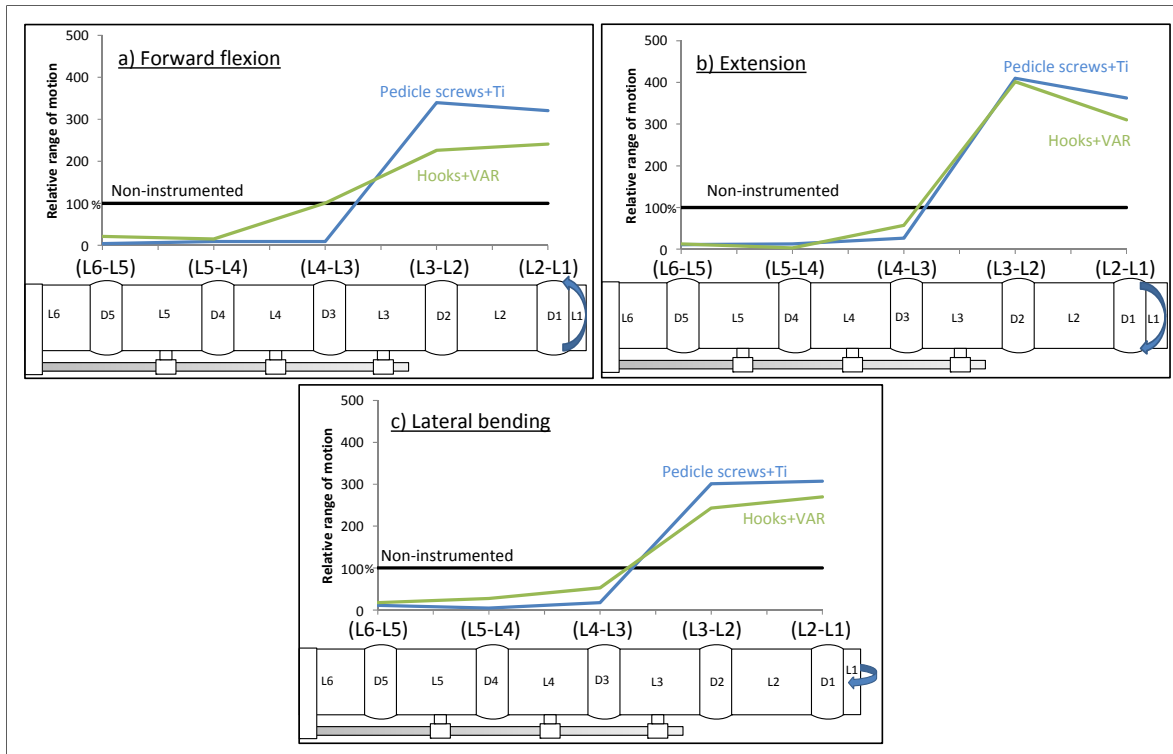 a) Forward flexion
Relative range of motion
500
400
300
200
100 %
0
Pedicle screws+Ti
Hooks+VAR
Non-instrumented
(L6-L5) (L5-L4) (L4-L3) (L3-L2) (L2-L1)
L6 D5 L5 D4 L4 D3 L3 D2 L2 D1 L1
b) Extension
Relative range of motion
500
400
300
200
100%
0
Pedicle screws+Ti
Hooks+VAR
Non-instrumented
(L6-L5) (L5-L4) (L4-L3) (L3-L2) (L2-L1)
L6 D5 L5 D4 L4 D3 L3 D2 L2 D1 L1
c) Lateral bending
Relative range of motion
500
400
300
200
100%
0
Pedicle screws+Ti
Hooks+VAR
Non-instrumented
(L6-L5) (L5-L4) (L4-L3) (L3-L2) (L2-L1)
L6 D5 L5 D4 L4 D3 L3 D2 L2 D1 L1